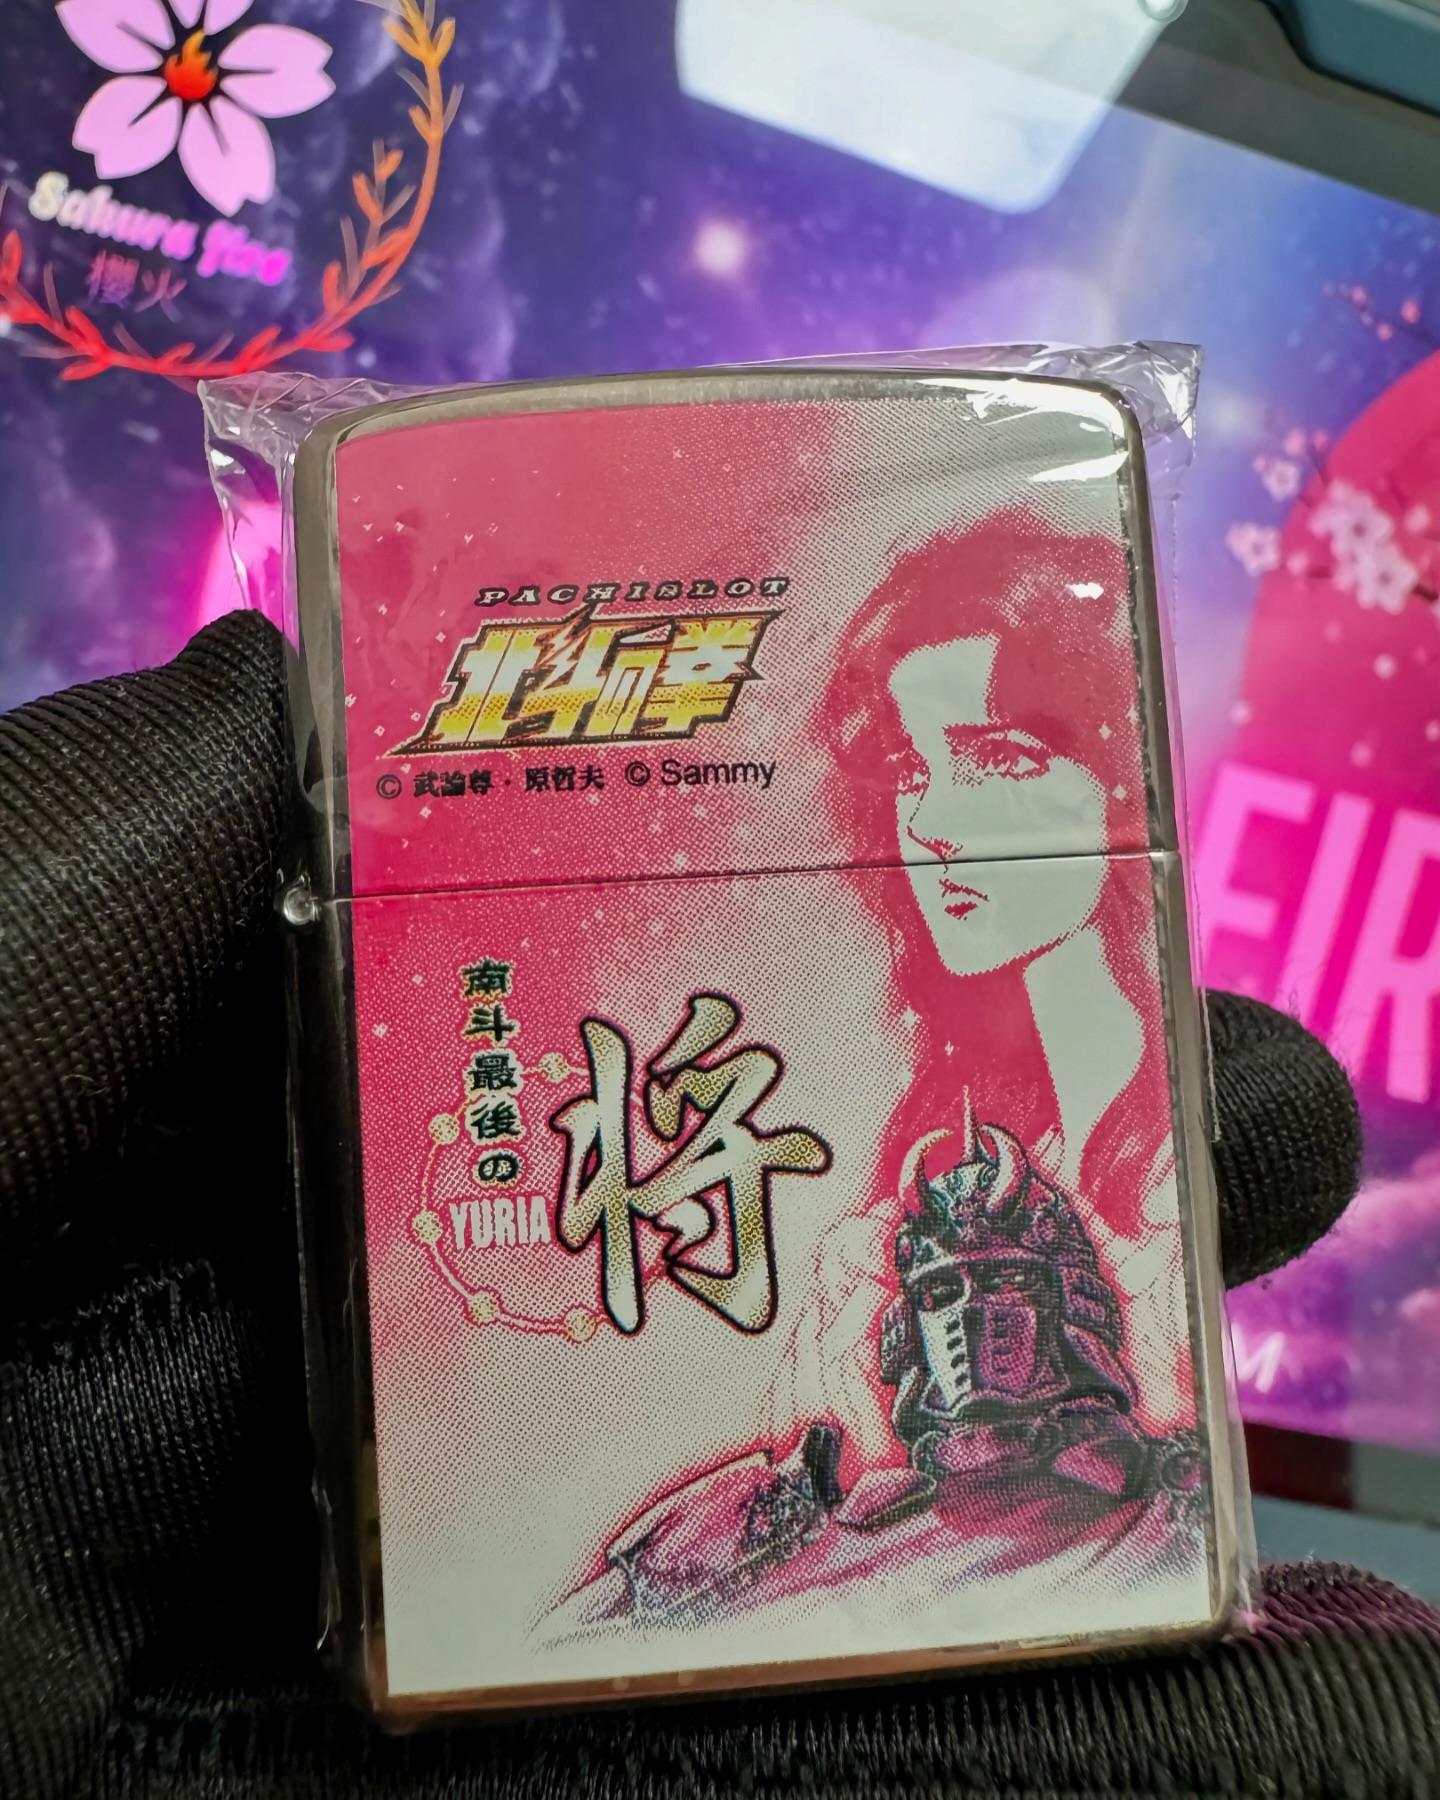 Sakura Fire
櫻火
PACHISLOT
北斗の拳
© 武論尊・原哲夫 © Sammy
南斗最後の
YURIA
将
FIR
M